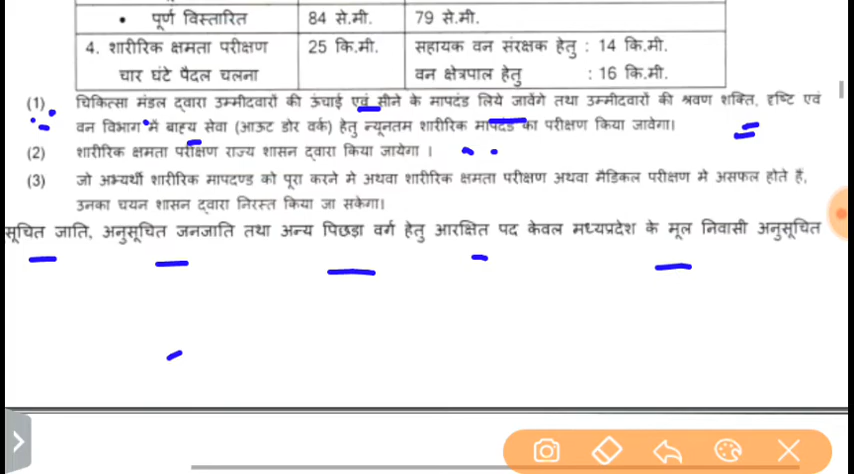 • पूर्ण विस्तारित 84 से.मी. 79 से.मी.
4. शारीरिक क्षमता परीक्षण 25 कि.मी. सहायक वन संरक्षक हेतु : 14 कि.मी.
चार घंटे पैदल चलना वन क्षेत्रपाल हेतु : 16 कि.मी.
(1) चिकित्सा मंडल द्वारा उम्मीदवारों की ऊंचाई एवं सीने के मापदंड लिये जावेंगे तथा उम्मीदवारों की श्रवण शक्ति, दृष्टि एवं
वन विभाग में बाह्य सेवा (आऊट डोर वर्क) हेतु न्यूनतम शारीरिक मापदंड का परीक्षण किया जावेगा।
(2) शारीरिक क्षमता परीक्षण राज्य शासन द्वारा किया जायेगा ।
(3) जो अभ्यर्थी शारीरिक मापदण्ड को पूरा करने मे अथवा शारीरिक क्षमता परीक्षण अथवा मैडिकल परीक्षण मे असफल होते हैं,
उनका चयन शासन द्वारा निरस्त किया जा सकेगा।
सूचित जाति, अनुसूचित जनजाति तथा अन्य पिछड़ा वर्ग हेतु आरक्षित पद केवल मध्यप्रदेश के मूल निवासी अनुसूचित